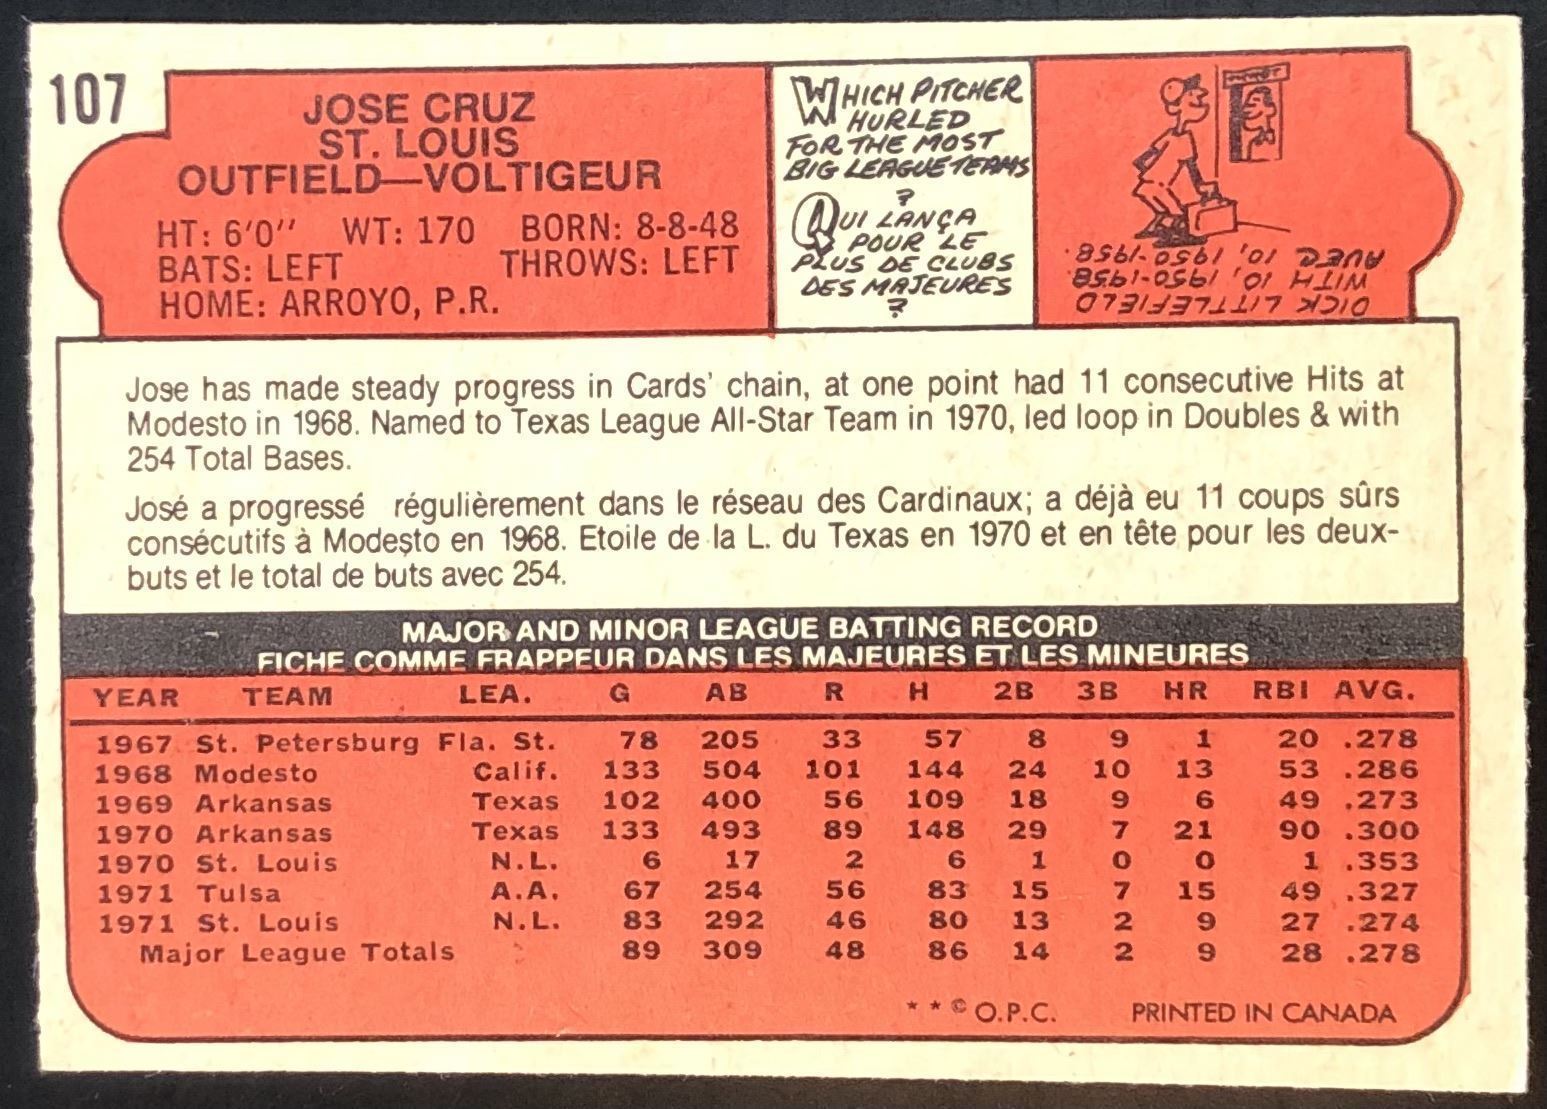 107
JOSE CRUZ
ST. LOUIS
OUTFIELD—VOLTIGEUR
HT: 6'0" WT: 170 BORN: 8-8-48
BATS: LEFT THROWS: LEFT
HOME: ARROYO, P.R.
WHICH PITCHER
HURLED
FOR THE MOST
BIG LEAGUE TEAMS
?
QUI LANÇA
POUR LE
PLUS DE CLUBS
DES MAJEURES
?
DICK LITTLEFIELD
WITH 10, 1950-1958.
AVEC 10, 1950-1958.
Jose has made steady progress in Cards' chain, at one point had 11 consecutive Hits at
Modesto in 1968. Named to Texas League All-Star Team in 1970, led loop in Doubles & with
254 Total Bases.
José a progressé régulièrement dans le réseau des Cardinaux; a déjà eu 11 coups sûrs
consécutifs à Modesto en 1968. Etoile de la L. du Texas en 1970 et en tête pour les deux-
buts et le total de buts avec 254.
MAJOR AND MINOR LEAGUE BATTING RECORD
FICHE COMME FRAPPEUR DANS LES MAJEURES ET LES MINEURES
YEAR TEAM LEA. G AB R H 2B 3B HR RBI AVG.
1967 St. Petersburg Fla. St. 78 205 33 57 8 9 1 20 .278
1968 Modesto Calif. 133 504 101 144 24 10 13 53 .286
1969 Arkansas Texas 102 400 56 109 18 9 6 49 .273
1970 Arkansas Texas 133 493 89 148 29 7 21 90 .300
1970 St. Louis N.L. 6 17 2 6 1 0 0 1 .353
1971 Tulsa A.A. 67 254 56 83 15 7 15 49 .327
1971 St. Louis N.L. 83 292 46 80 13 2 9 27 .274
Major League Totals 89 309 48 86 14 2 9 28 .278
* * © O.P.C. PRINTED IN CANADA